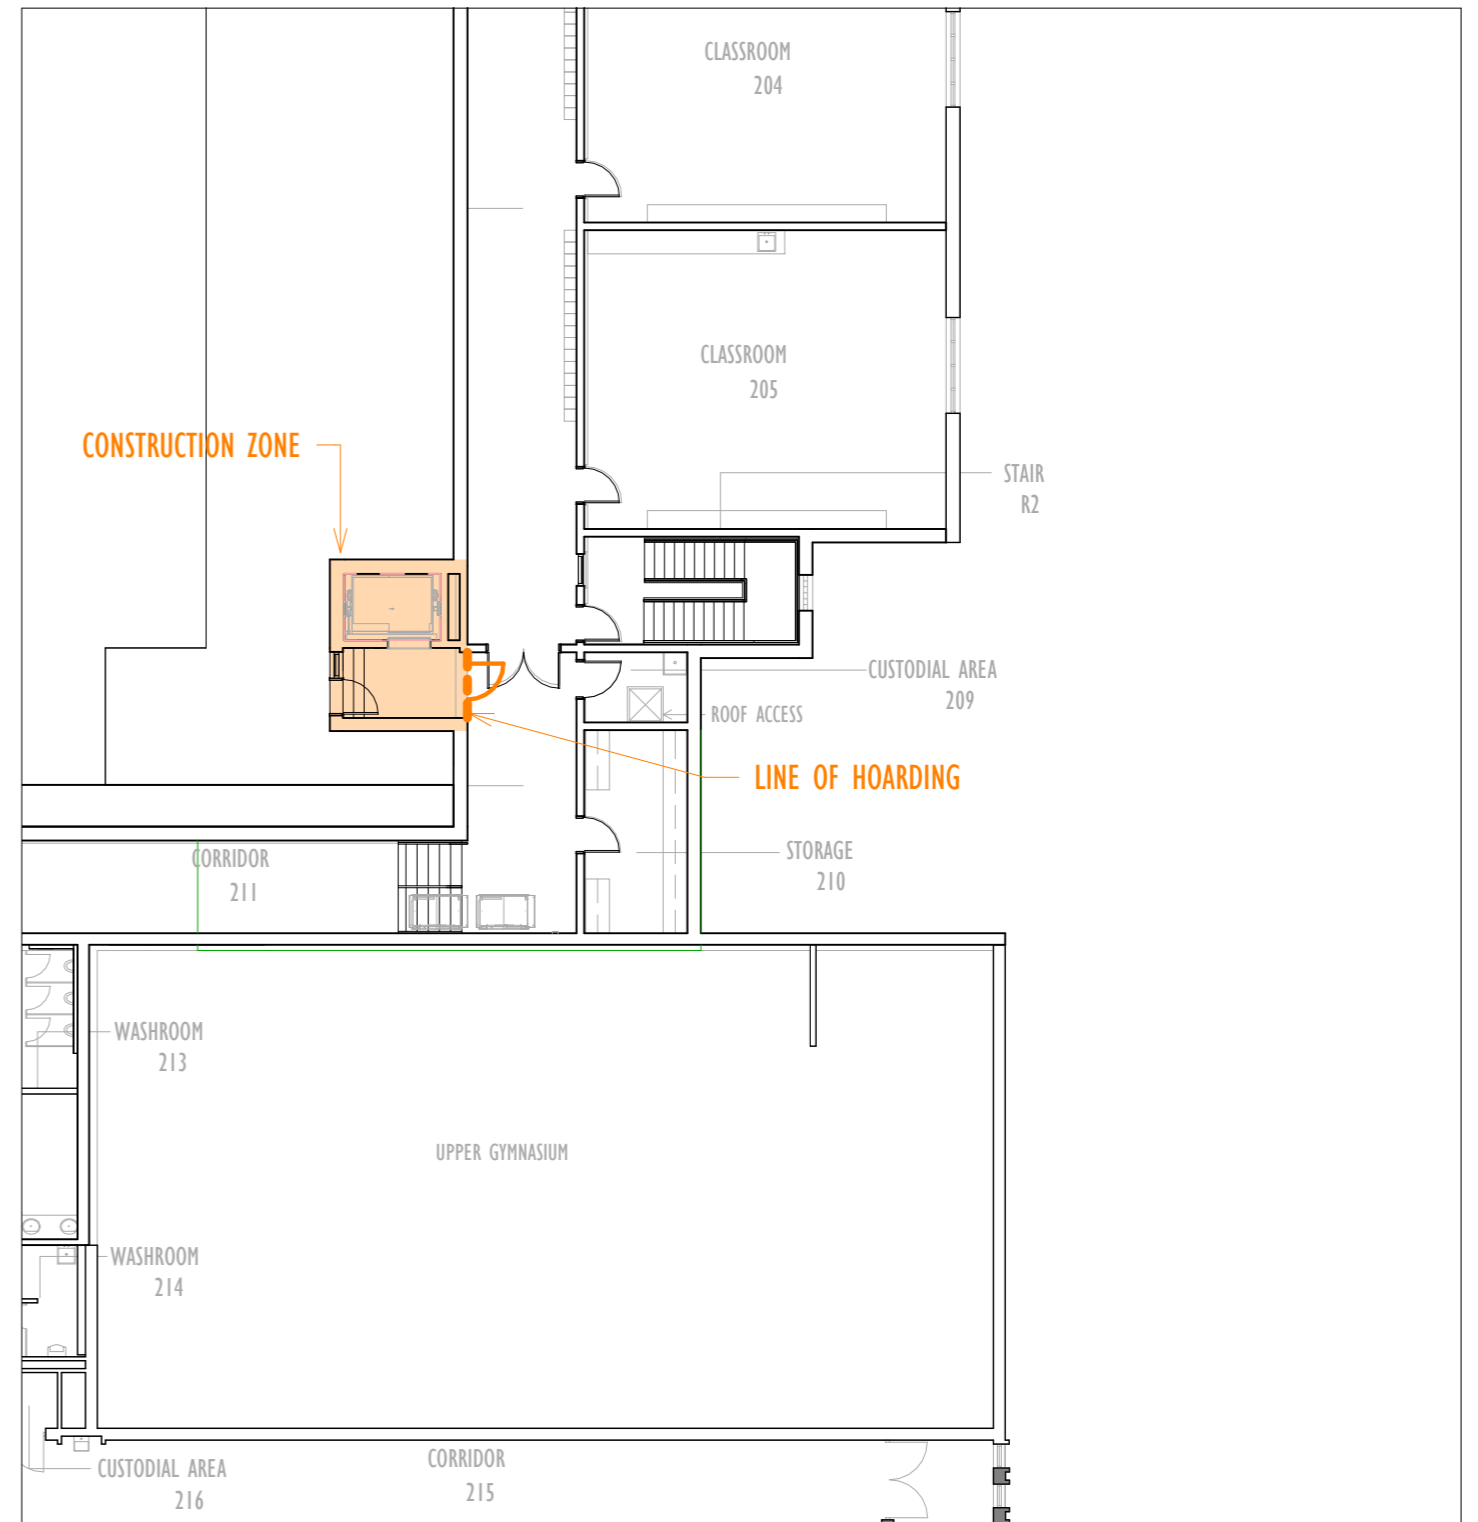 CLASSROOM
204
CLASSROOM
205
CONSTRUCTION ZONE
STAIR
R2
CUSTODIAL AREA
209
ROOF ACCESS
LINE OF HOARDING
CORRIDOR
211
STORAGE
210
WASHROOM
213
UPPER GYMNASIUM
WASHROOM
214
CORRIDOR
215
CUSTODIAL AREA
216